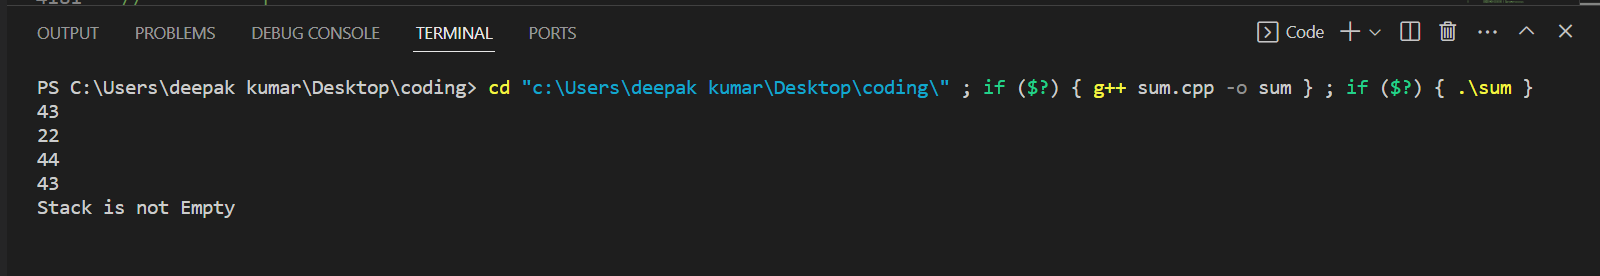 OUTPUT PROBLEMS DEBUG CONSOLE TERMINAL PORTS Code
PS C:\Users\deepak kumar\Desktop\coding> cd "c:\Users\deepak kumar\Desktop\coding\" ; if ($?) { g++ sum.cpp -o sum } ; if ($?) { .\sum }
43
22
44
43
Stack is not Empty